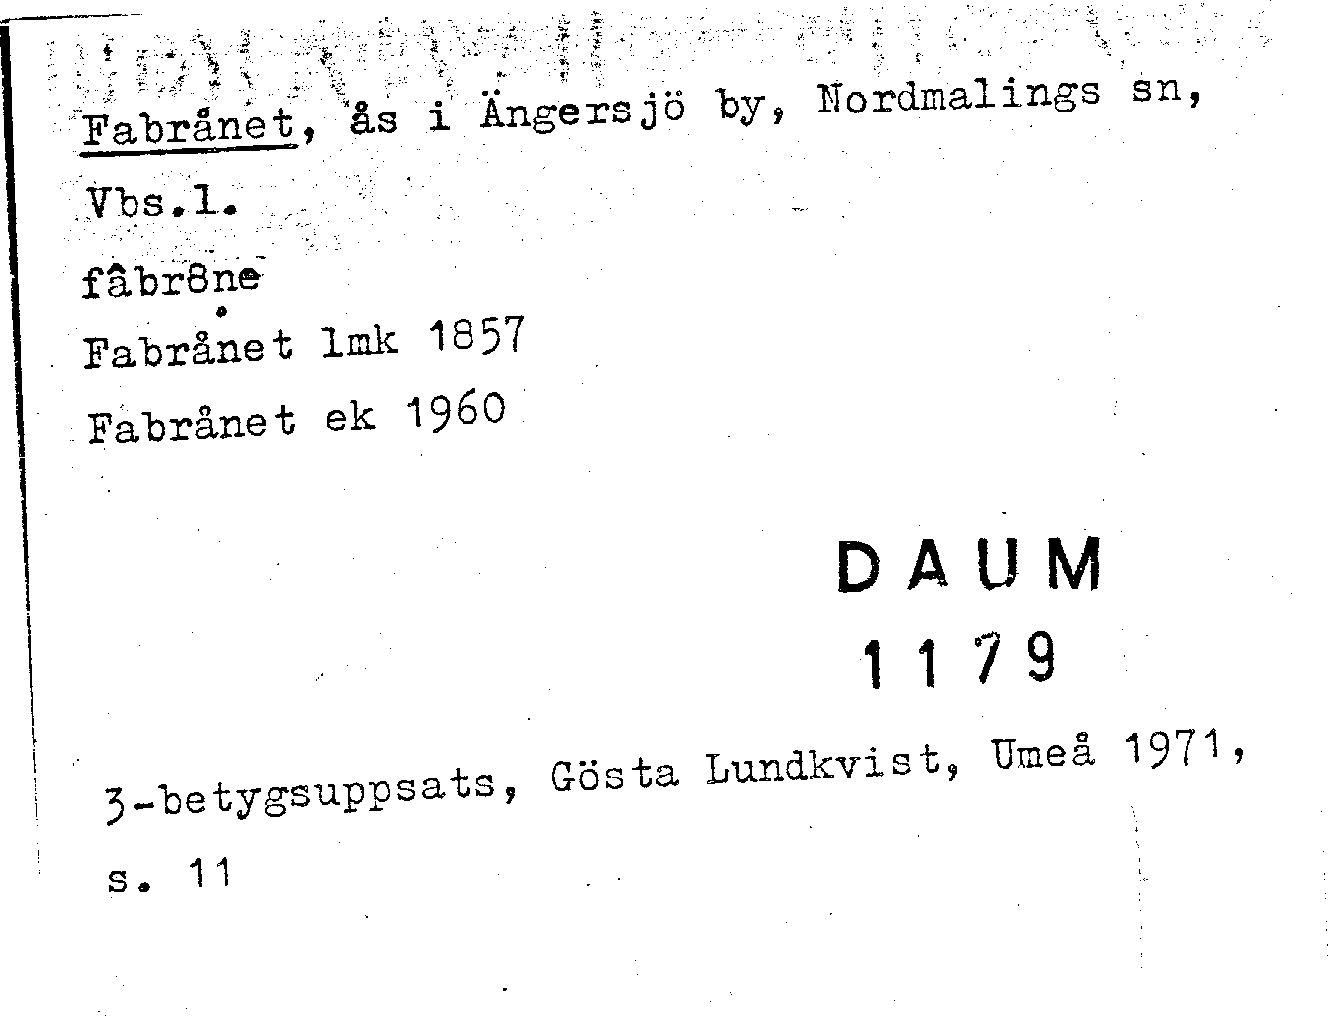 Fabrånet, ås i Ängersjö by, Nordmalings sn,
Vbs.l.
fâbr8ne
Fabrånet lmk 1857
Fabrånet ek 1960
DAUM
1179
3-betygsuppsats, Gösta Lundkvist, Umeå 1971,
s. 11